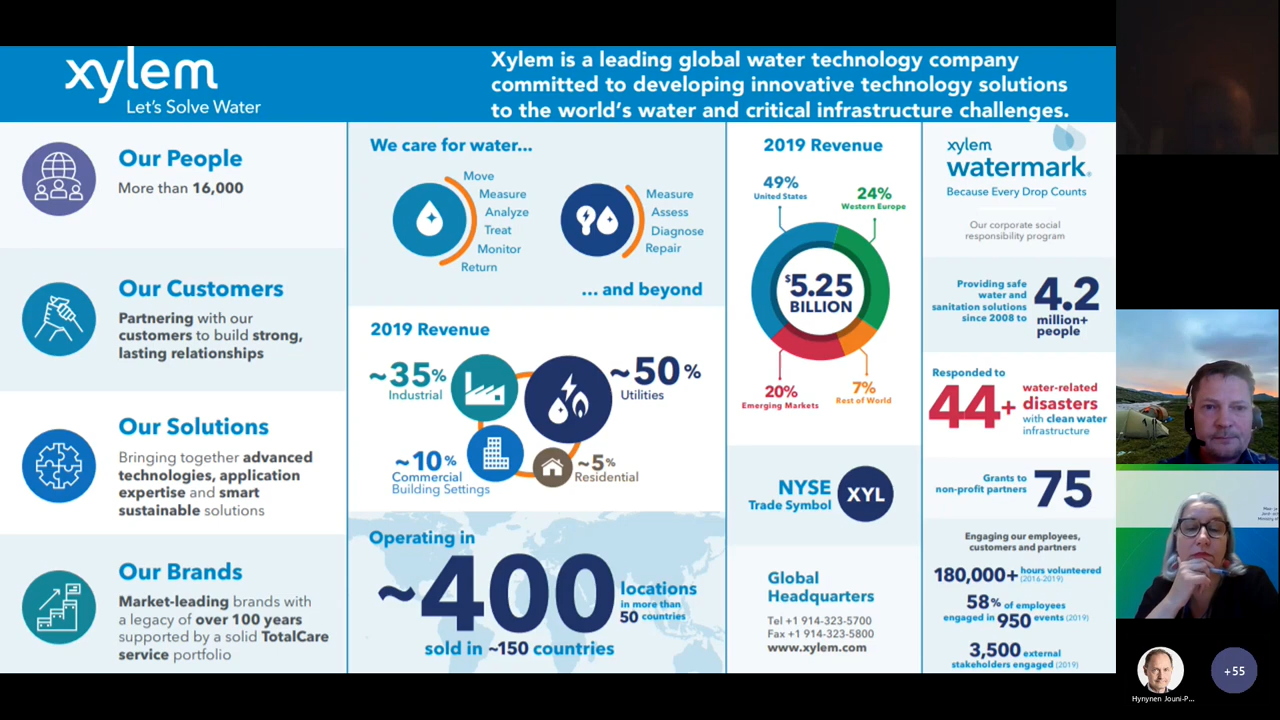 xylem
Let's Solve Water
Xylem is a leading global water technology company
committed to developing innovative technology solutions
to the world's water and critical infrastructure challenges.
Our People
More than 16,000
Our Customers
Partnering with our
customers to build strong,
lasting relationships
Our Solutions
Bringing together advanced
technologies, application
expertise and smart
sustainable solutions
Our Brands
Market-leading brands with
a legacy of over 100 years
supported by a solid TotalCare
service portfolio
We care for water...
Move
Measure
Analyze
Treat
Monitor
Return
Measure
Assess
Diagnose
Repair
... and beyond
2019 Revenue
~35%
Industrial
~50 %
Utilities
~10 %
Commercial
Building Settings
~5%
Residential
Operating in
~400
locations
in more than
50 countries
sold in ~150 countries
2019 Revenue
49%
United States
24%
Western Europe
$5.25
BILLION
20%
Emerging Markets
7%
Rest of World
NYSE
Trade Symbol
XYL
Global
Headquarters
Tel +1 914-323-5700
Fax +1 914-323-5800
www.xylem.com
xylem
watermark®
Because Every Drop Counts
Our corporate social
responsibility program
Providing safe
water and
sanitation solutions
since 2008 to
4.2
million+
people
Responded to
44+
water-related
disasters
with clean water
infrastructure
Grants to
non-profit partners
75
Engaging our employees,
customers and partners
180,000+ hours volunteered
(2016-2019)
58% of employees
engaged in 950 events (2019)
3,500 external
stakeholders engaged (2019)
Hynynen Jouni-P...
+55